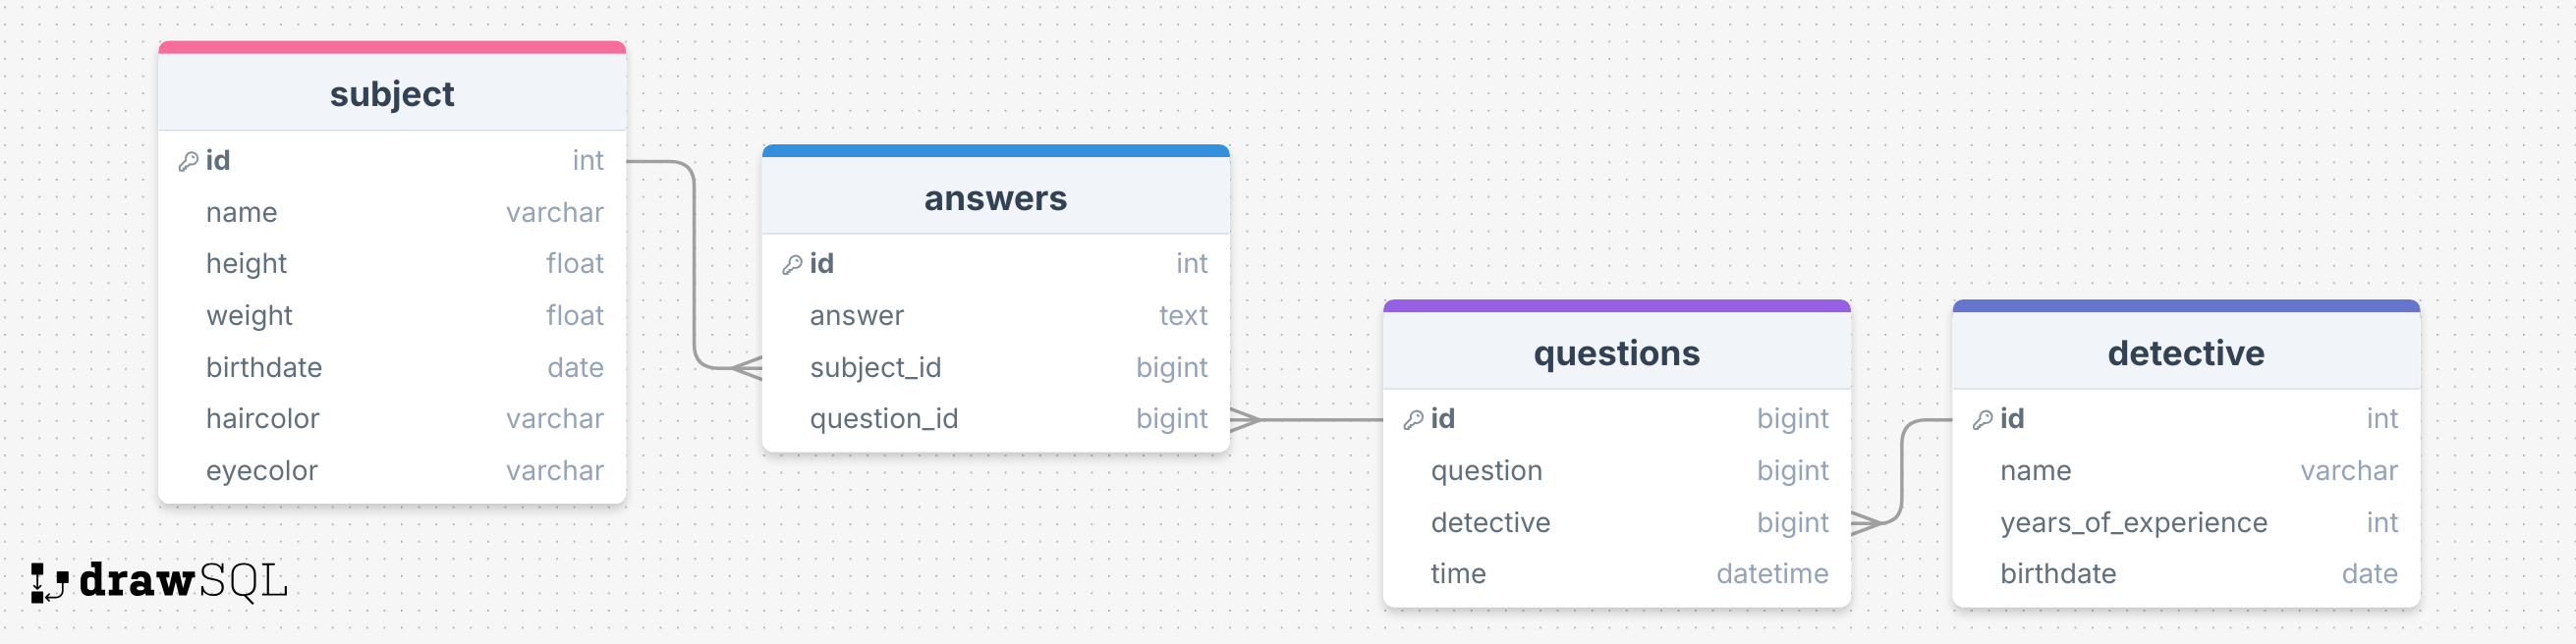 subject
id int
name varchar
height float
weight float
birthdate date
haircolor varchar
eyecolor varchar
answers
id int
answer text
subject_id bigint
question_id bigint
questions
id bigint
question bigint
detective bigint
time datetime
detective
id int
name varchar
years_of_experience int
birthdate date
drawSQL